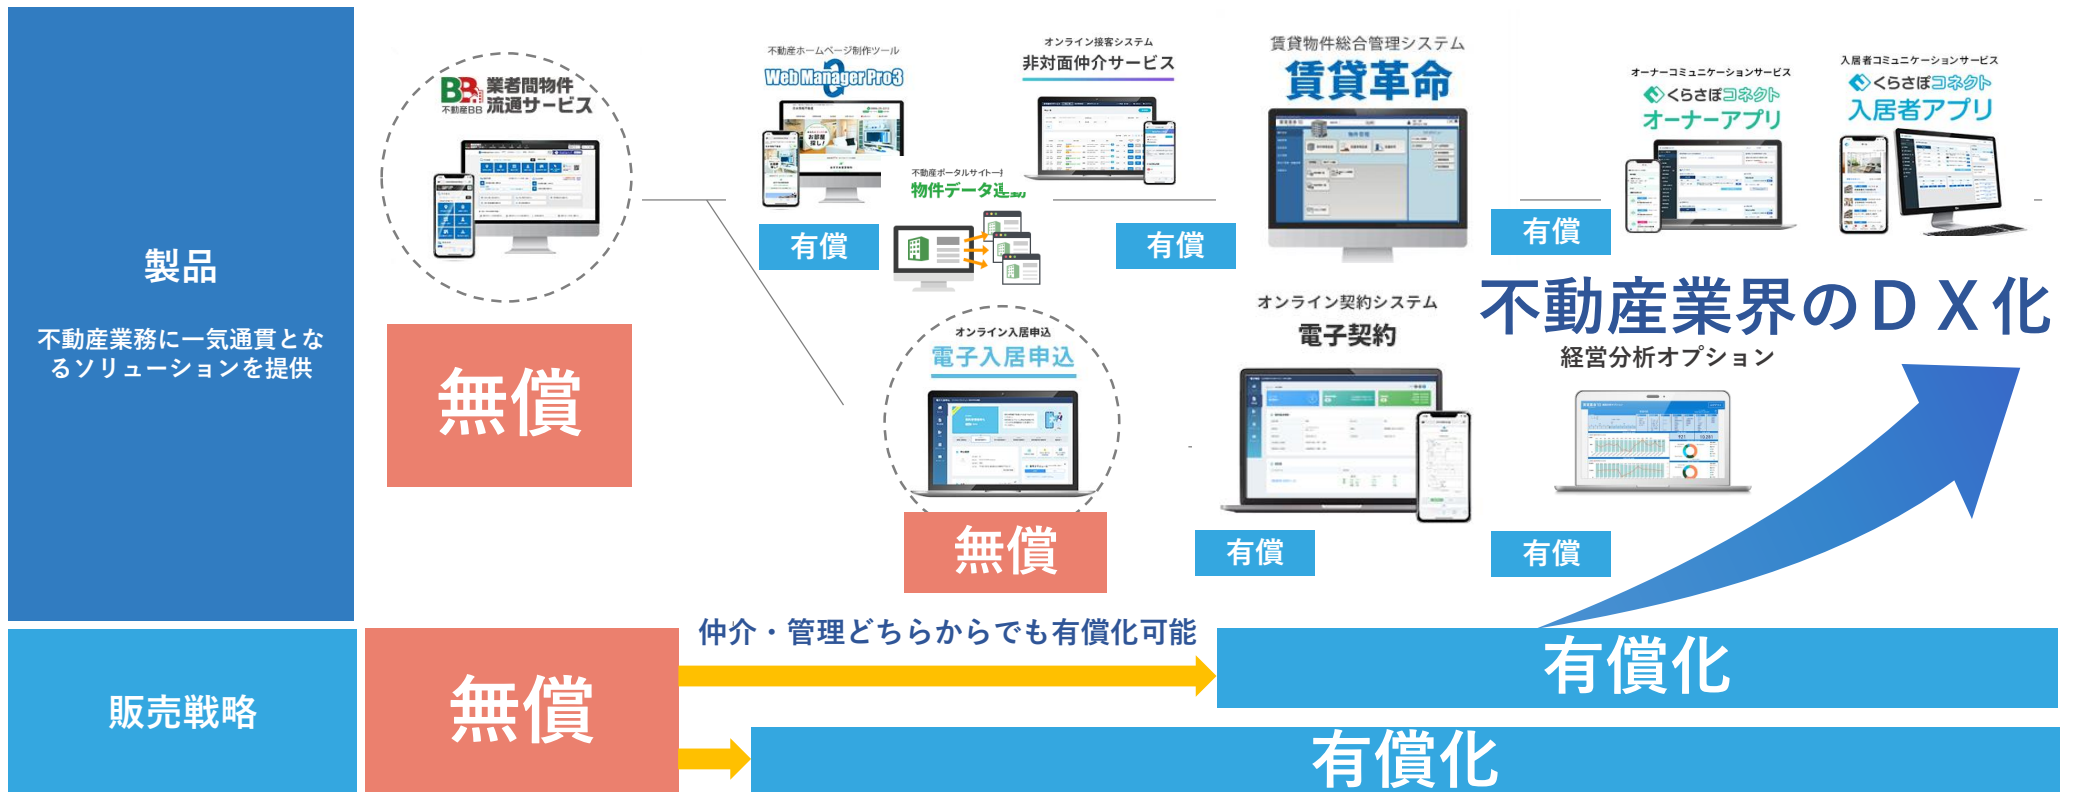 製品
不動産業務に一気通貫とな
るソリューションを提供
BB 業者間物件
不動産BB 流通サービス
無償
不動産ホームページ制作ツール
Web Manager Pro3
お部屋
探し!
有償
オンライン接客システム
非対面仲介サービス
不動産ポータルサイト一
物件データ連動
有償
オンライン入居申込
電子入居申込
無償
賃貸物件総合管理システム
賃貸革命
オンライン契約システム
電子契約
有償
オーナーコミュニケーションサービス
くらさぽコネクト
オーナーアプリ
有償
入居者コミュニケーションサービス
くらさぽコネクト
入居者アプリ
不動産業界のDX化
経営分析オプション
有償
販売戦略
無償
仲介・管理どちらからでも有償化可能
有償化
有償化